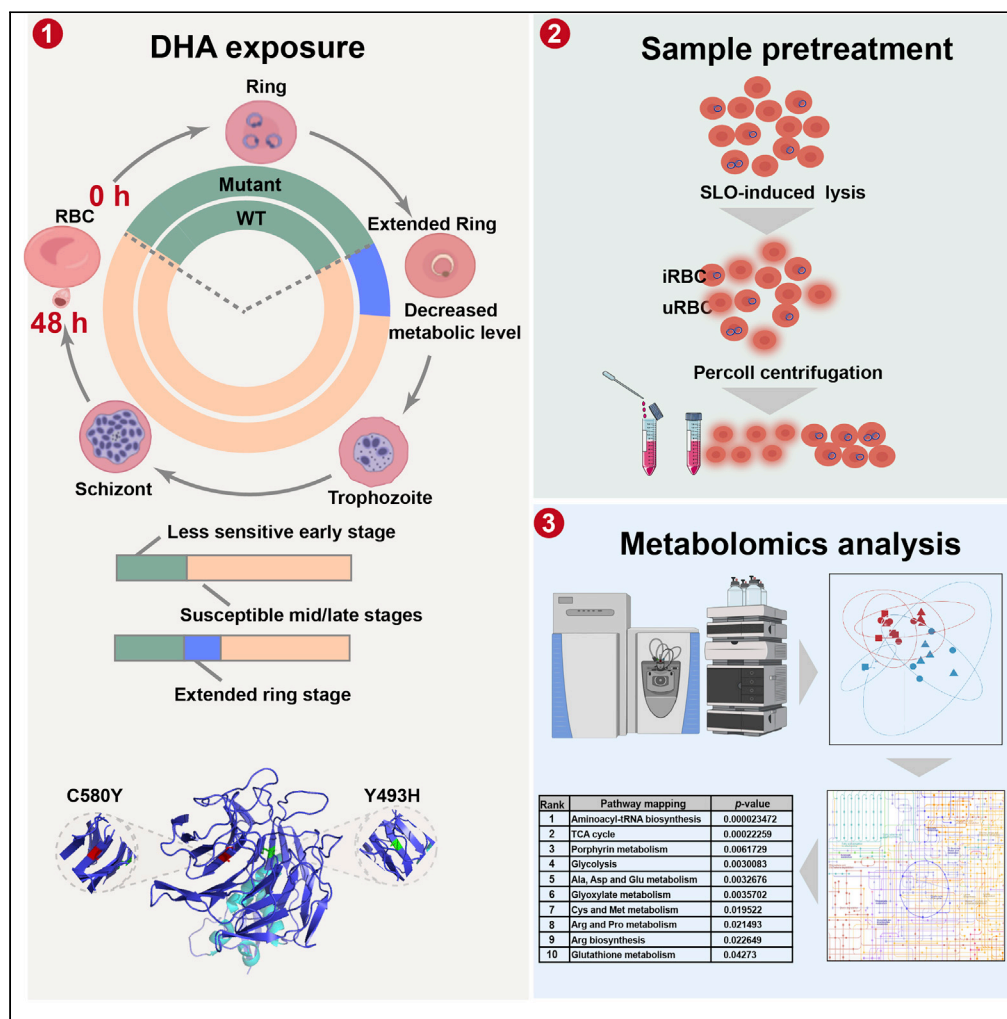 1
DHA exposure
Ring
Mutant
WT
0 h
RBC
48 h
Extended Ring
Decreased
metabolic level
Schizont
Trophozoite
Less sensitive early stage
Susceptible mid/late stages
Extended ring stage
C580Y
Y493H
2
Sample pretreatment
SLO-induced lysis
iRBC
uRBC
Percoll centrifugation
3
Metabolomics analysis
Rank Pathway mapping p-value
1 Aminoacyl-tRNA biosynthesis 0.000023472
2 TCA cycle 0.00022259
3 Porphyrin metabolism 0.0061729
4 Glycolysis 0.0030083
5 Ala, Asp and Glu metabolism 0.0032676
6 Glyoxylate metabolism 0.0035702
7 Cys and Met metabolism 0.019522
8 Arg and Pro metabolism 0.021493
9 Arg biosynthesis 0.022649
10 Glutathione metabolism 0.04273